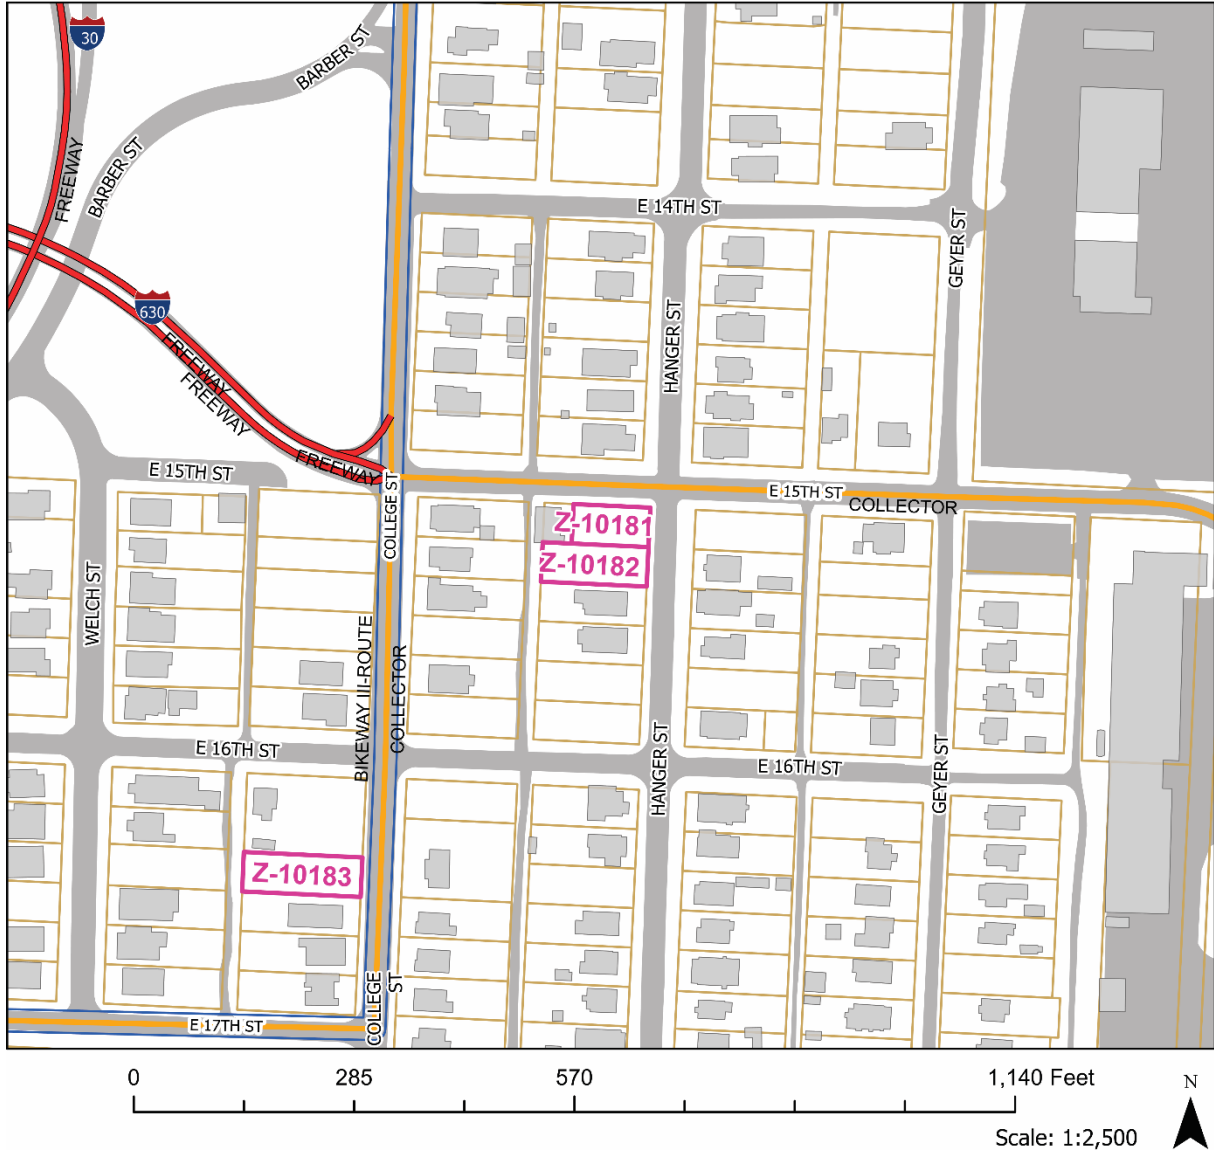 30
BARBER ST
BARBER ST
FREEWAY
E 14TH ST
GEYER ST
630
HANGER ST
FREEWAY
FREEWAY
FREEWAY
E 15TH ST
COLLEGE ST
E 15TH ST
COLLECTOR
Z-10181
Z-10182
WELCH ST
BIKEWAY III-ROUTE
COLLECTOR
E 16TH ST
HANGER ST
E 16TH ST
GEYER ST
Z-10183
COLLEGE ST
E 17TH ST
0 285 570 1,140 Feet
N
Scale: 1:2,500